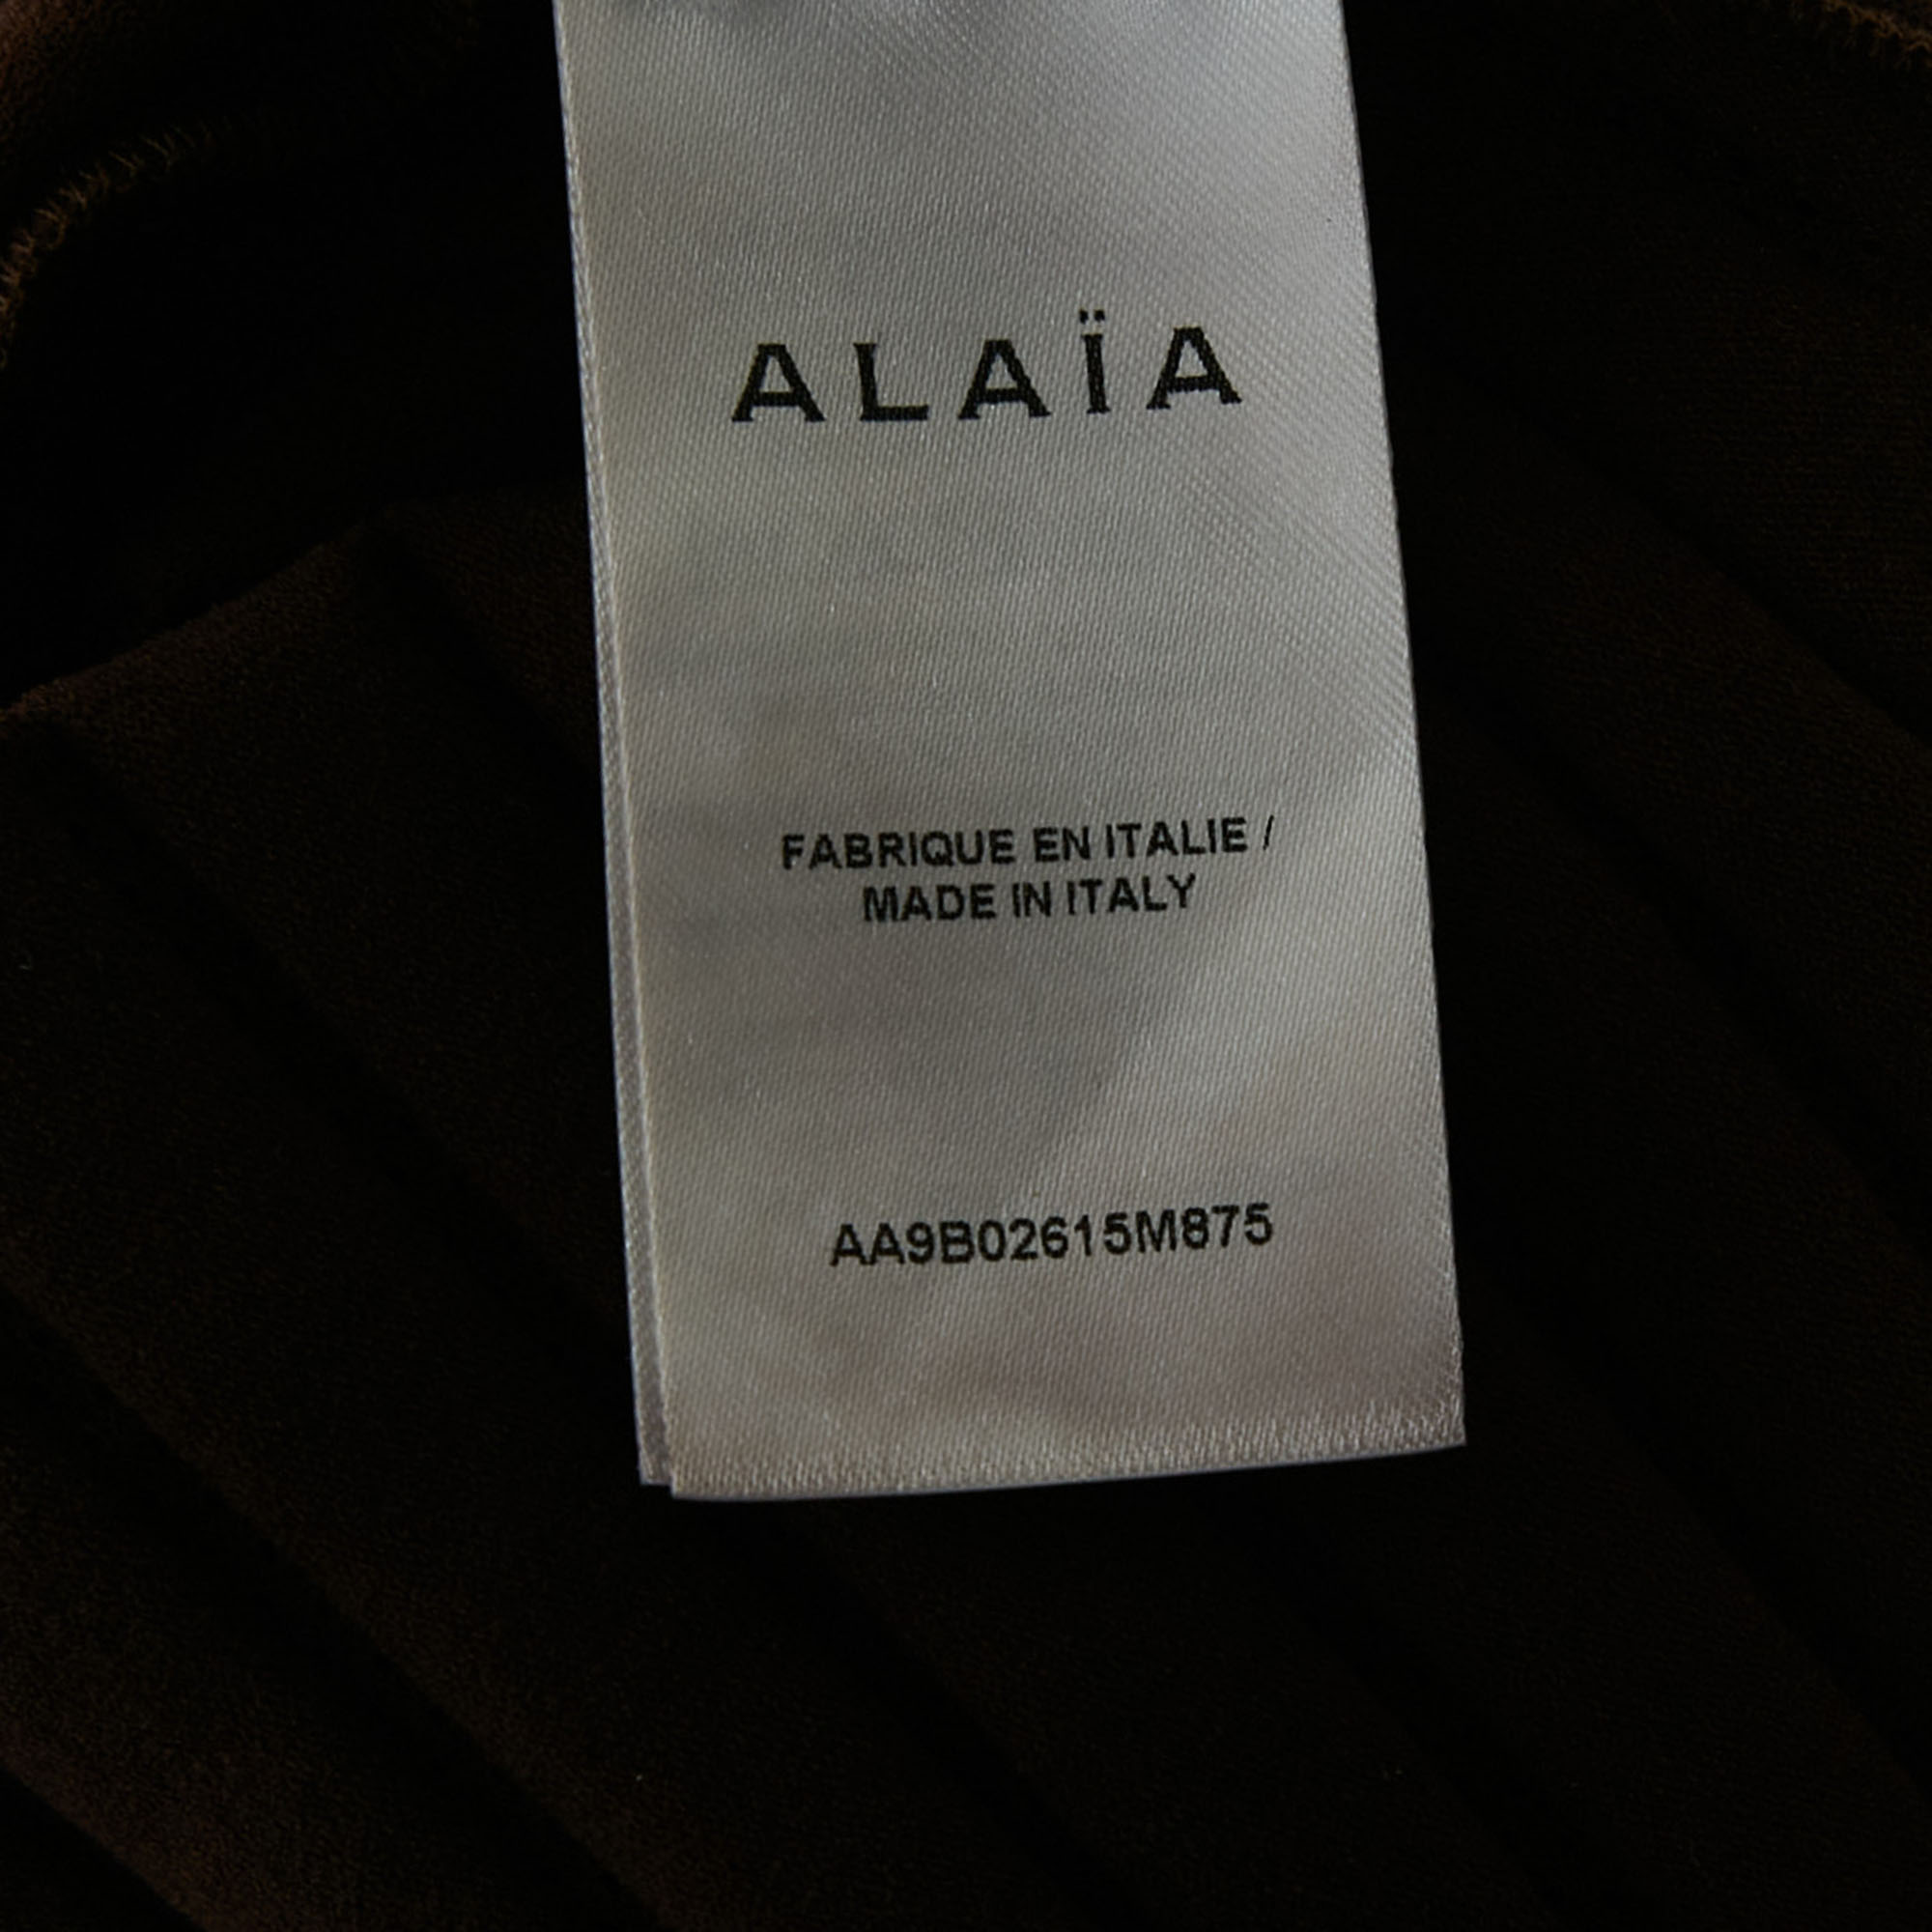 ALAÏA
FABRIQUE EN ITALIE /
MADE IN ITALY
AA9B02615M875